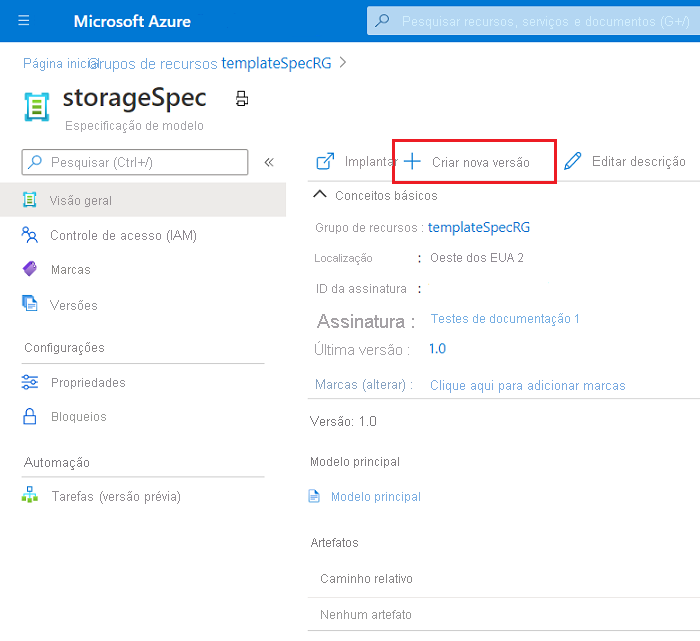 Microsoft Azure
Pesquisar recursos, serviços e documentos (G+/)
Página inicial Grupos de recursos templateSpecRG >
storageSpec
Especificação de modelo
Pesquisar (Ctrl+/)
«
Implantar
Criar nova versão
Editar descrição
Visão geral
Controle de acesso (IAM)
Marcas
Versões
Configurações
Propriedades
Bloqueios
Automação
Tarefas (versão prévia)
Conceitos básicos
Grupo de recursos : templateSpecRG
Localização : Oeste dos EUA 2
ID da assinatura :
Assinatura : Testes de documentação 1
Última versão : 1.0
Marcas (alterar) : Clique aqui para adicionar marcas
Versão: 1.0
Modelo principal
Modelo principal
Artefatos
Caminho relativo
Nenhum artefato